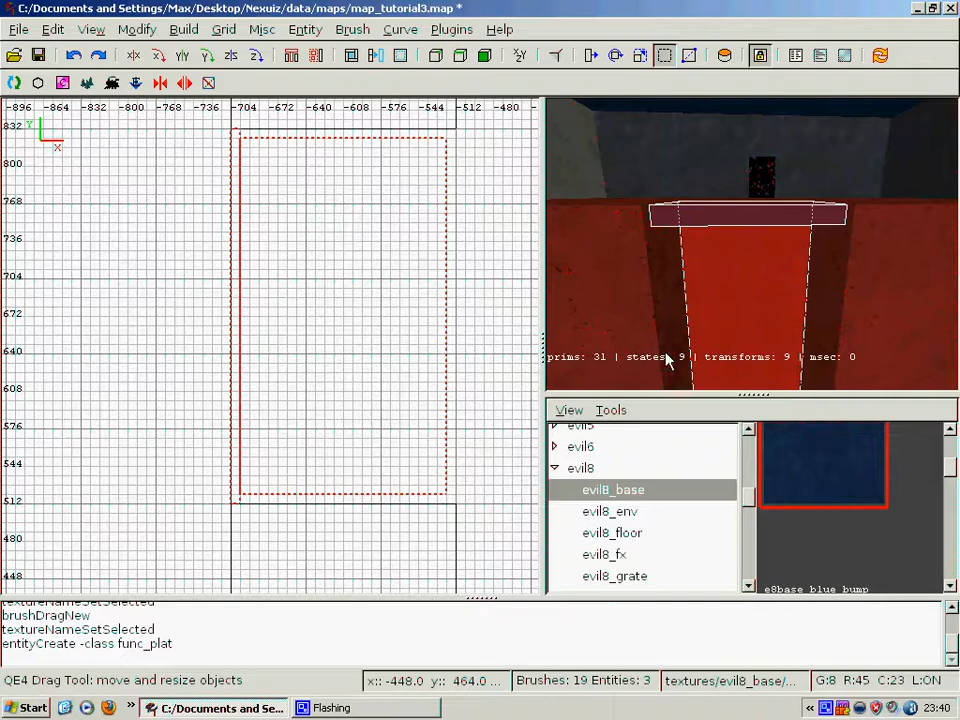 C:/Documents and Settings/Max/Desktop/Nexuiz/data/maps/map_tutorial3.map *
File Edit View Modify Build Grid Misc Entity Brush Curve Plugins Help
-896 -864 -832 -800 -768 -736 -704 -672 -640 -608 -576 -544 -512 -480
832
Y
X
800
768
736
704
672
640
608
576
544
512
480
448
prims: 31 | states: 9 | transforms: 9 | msec: 0
View Tools
evil5
evil6
evil8
evil8_base
evil8_env
evil8_floor
evil8_fx
evil8_grate
e8base blue bump
textureNameSetSelected
brushDragNew
textureNameSetSelected
entityCreate -class func_plat
QE4 Drag Tool: move and resize objects
x:: -448.0 y:: 464.0 ...
Brushes: 19 Entities: 3
textures/evil8_base/...
G:8 R:45 C:23 L:ON
Start
C:/Documents and Se...
Flashing
23:40